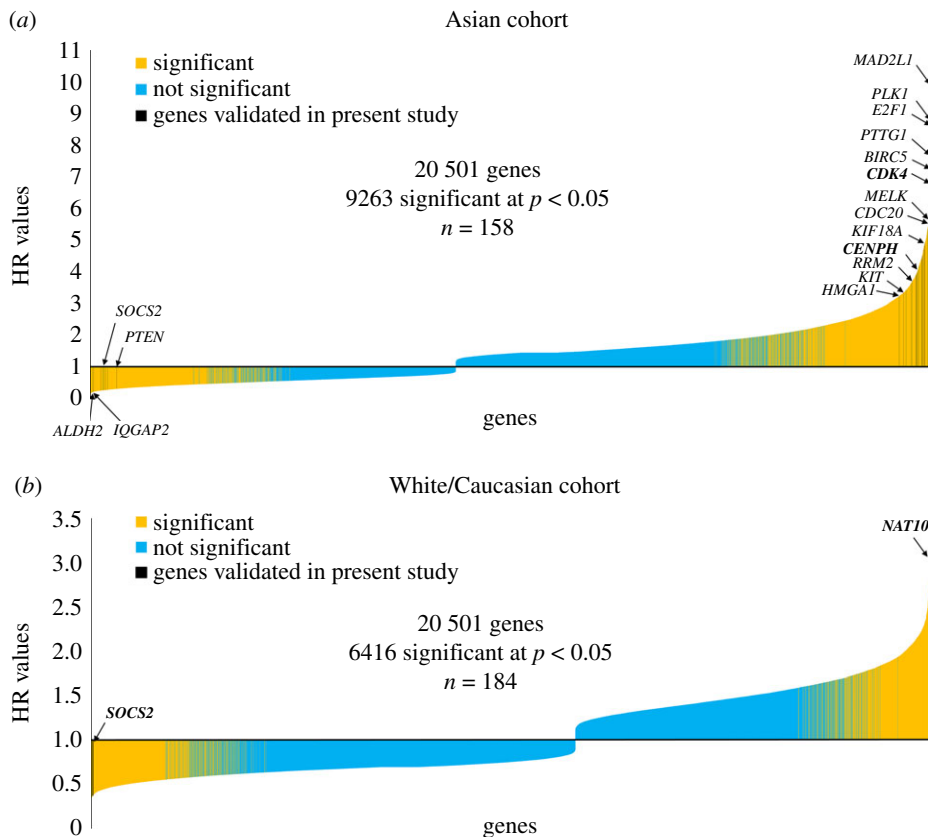 (a)
Asian cohort
11
10
9
8
7
6
5
4
3
2
1
0
HR values
significant
not significant
genes validated in present study
20 501 genes
9263 significant at p < 0.05
n = 158
MAD2L1
PLK1
E2F1
PTTG1
BIRC5
CDK4
MELK
CDC20
KIF18A
CENPH
RRM2
KIT
HMGA1
SOCS2
PTEN
ALDH2
IQGAP2
genes
(b)
White/Caucasian cohort
3.5
3.0
2.5
2.0
1.5
1.0
0.5
0
HR values
significant
not significant
genes validated in present study
20 501 genes
6416 significant at p < 0.05
n = 184
NAT10
SOCS2
genes